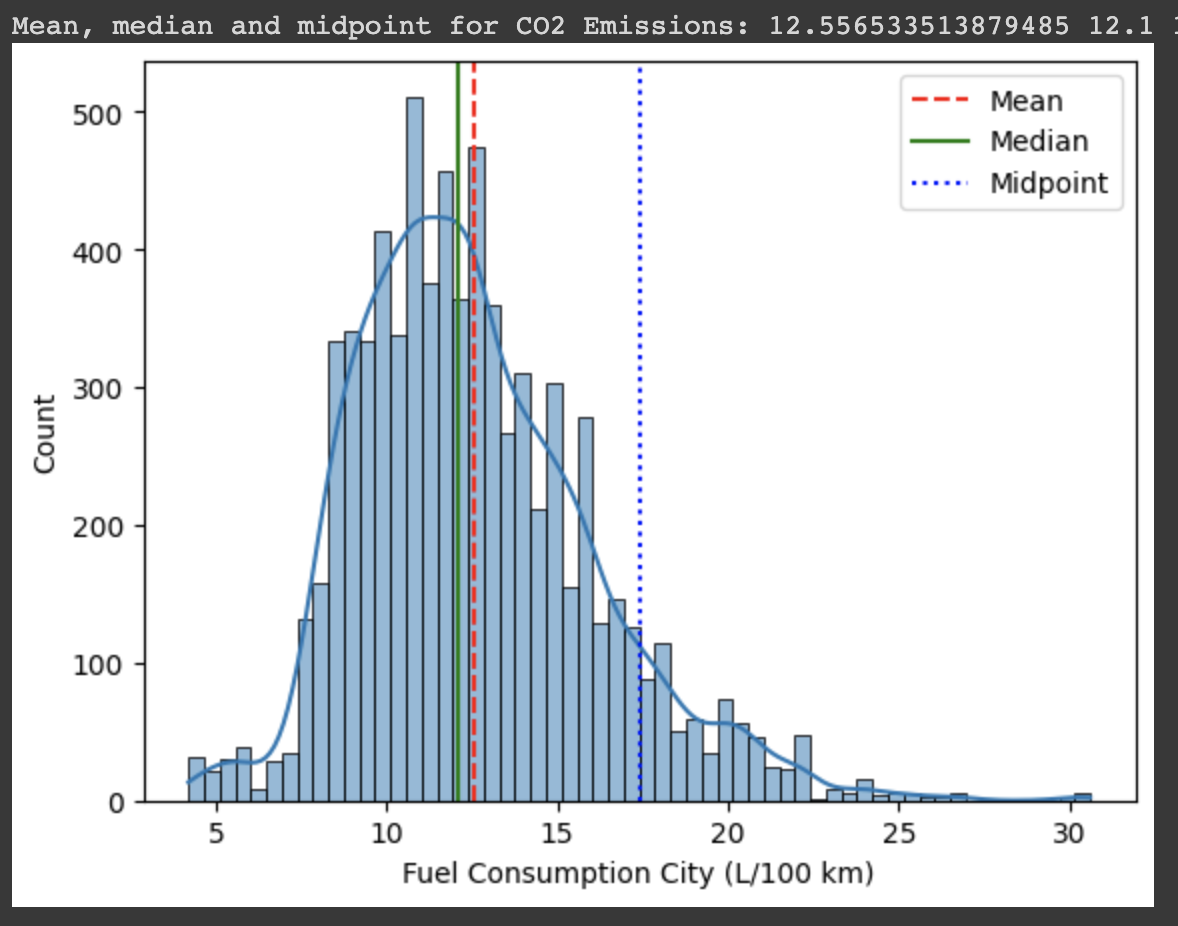 Mean, median and midpoint for CO2 Emissions: 12.556533513879485 12.1
Mean
Median
Midpoint
500
400
300
200
100
0
Count
5 10 15 20 25 30
Fuel Consumption City (L/100 km)